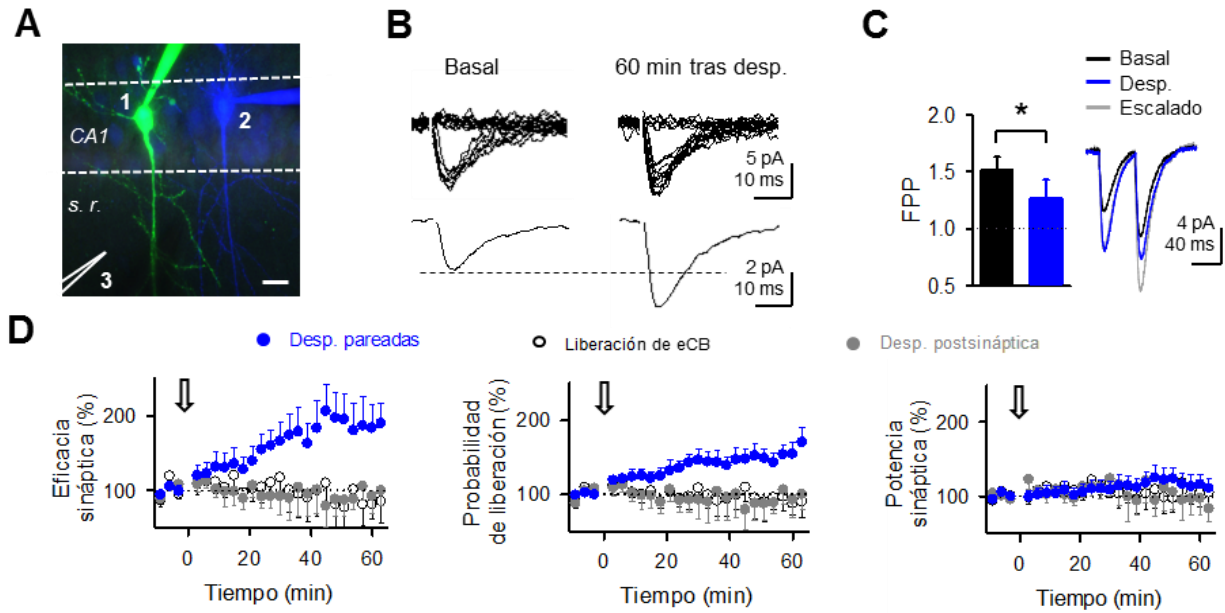 A
1
2
CA1
s. r.
3
B
Basal
60 min tras desp.
5 pA
10 ms
2 pA
10 ms
C
Basal
Desp.
Escalado
FPP
2.0
1.5
1.0
0.5
*
4 pA
40 ms
D
Desp. pareadas
Liberación de eCB
Desp. postsináptica
Eficacia
sináptica (%)
200
100
0
20
40
60
Tiempo (min)
Probabilidad
de liberación (%)
200
100
0
20
40
60
Tiempo (min)
Potencia
sináptica (%)
200
100
0
20
40
60
Tiempo (min)